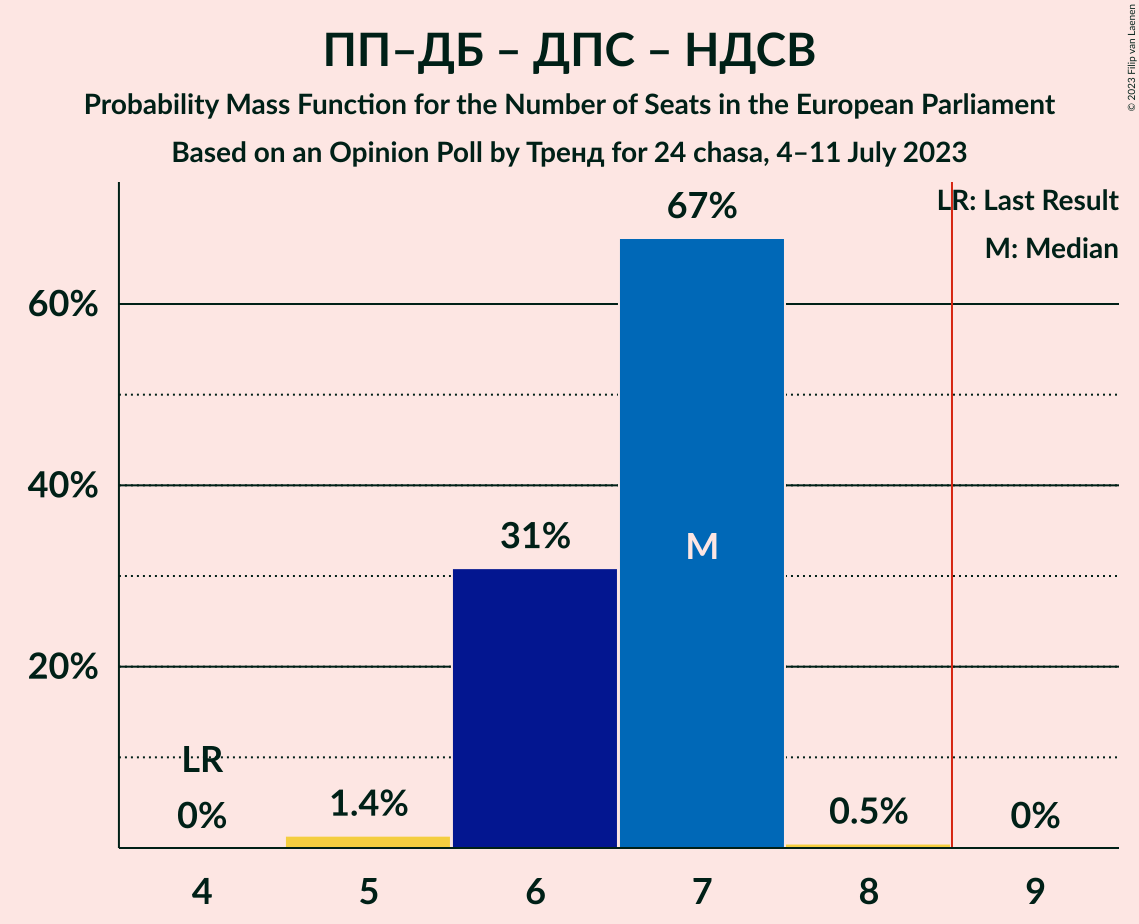 ПП–ДБ – ДПС – НДСВ
Probability Mass Function for the Number of Seats in the European Parliament
Based on an Opinion Poll by Тренд for 24 chasa, 4–11 July 2023
© 2023 Filip van Laenen
LR: Last Result
M: Median
67%
60%
31%
M
40%
20%
LR
0%
1.4%
0.5%
0%
4 5 6 7 8 9